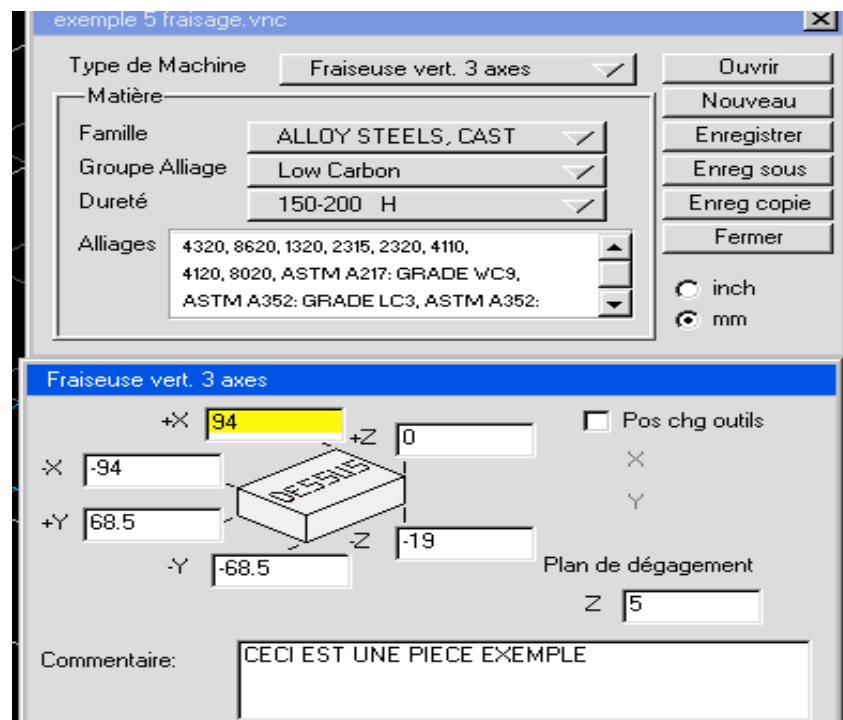 exemple 5 fraisage.vnc
Type de Machine Fraiseuse vert. 3 axes Ouvrir
Matière Nouveau
Famille ALLOY STEELS, CAST Enregistrer
Groupe Alliage Low Carbon Enreg sous
Dureté 150-200 H Enreg copie
Alliages 4320, 8620, 1320, 2315, 2320, 4110, Fermer
4120, 8020, ASTM A217: GRADE WC9,
ASTM A352: GRADE LC3, ASTM A352:
inch
mm
Fraiseuse vert. 3 axes
+X 94 +Z 0 Pos chg outils
-X -94 DESSUS X
+Y 68.5 Y
-Z -19
-Y -68.5 Plan de dégagement
Z 5
Commentaire: CECI EST UNE PIECE EXEMPLE